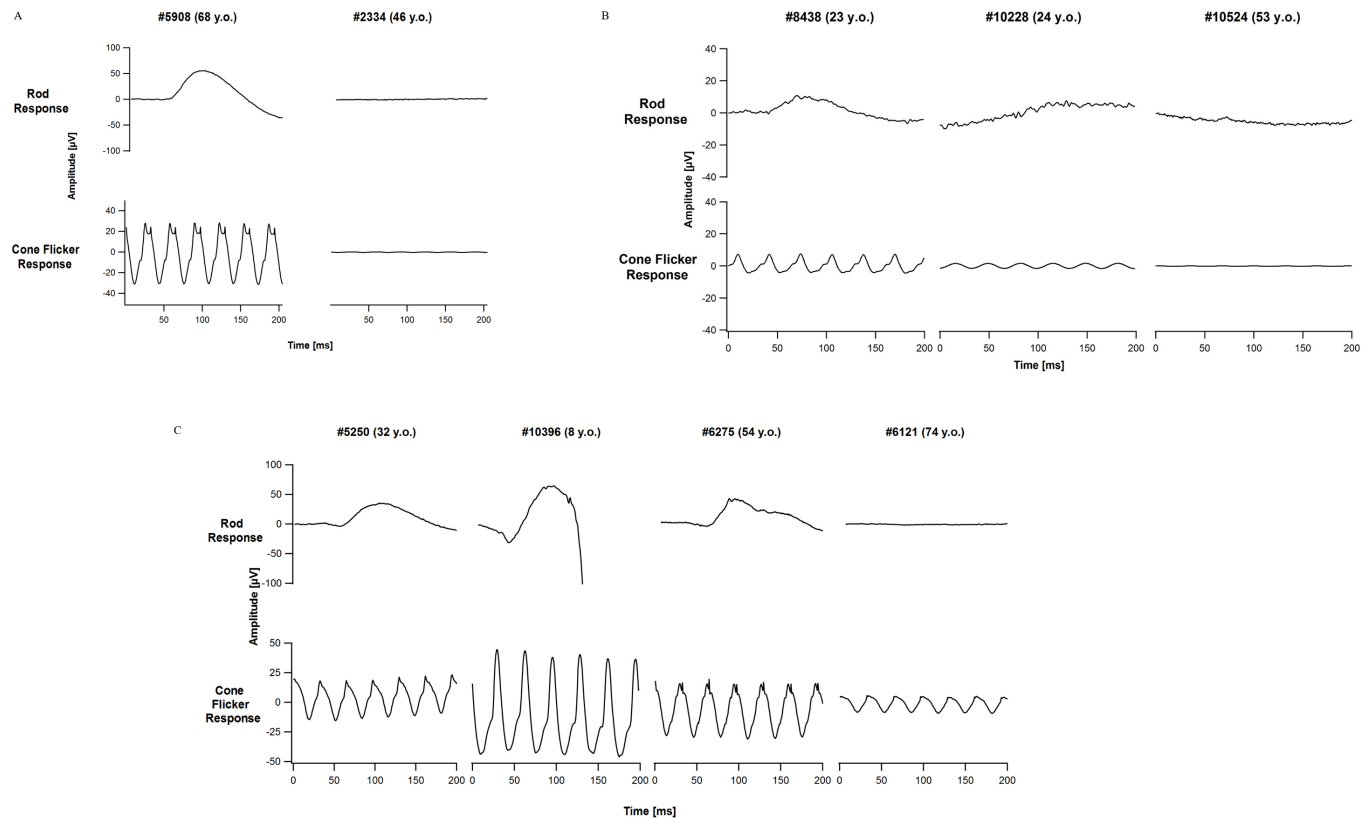 A
#5908 (68 y.o.)
#2334 (46 y.o.)
Rod
Response
Amplitude [µV]
100
50
0
-50
-100
Cone Flicker
Response
40
20
0
-20
-40
50
100
150
200
50
100
150
200
Time [ms]
B
#8438 (23 y.o.)
#10228 (24 y.o.)
#10524 (53 y.o.)
Rod
Response
Amplitude [µV]
40
20
0
-20
-40
Cone Flicker
Response
40
20
0
-20
-40
0
50
100
150
200
0
50
100
150
200
0
50
100
150
200
Time [ms]
C
#5250 (32 y.o.)
#10396 (8 y.o.)
#6275 (54 y.o.)
#6121 (74 y.o.)
Rod
Response
Amplitude [µV]
100
50
0
-50
-100
Cone
Flicker
Response
50
25
0
-25
-50
0
50
100
150
200
0
50
100
150
200
0
50
100
150
200
0
50
100
150
200
Time [ms]